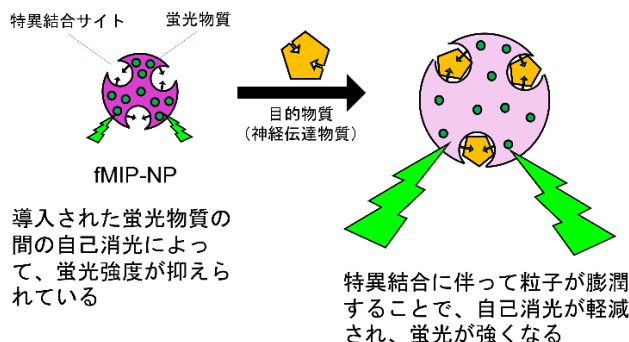 特異結合サイト
蛍光物質
目的物質
（神経伝達物質）
fMIP-NP
導入された蛍光物質の
間の自己消光によっ
て、蛍光強度が抑えら
れている
特異結合に伴って粒子が膨潤
することで、自己消光が軽減
され、蛍光が強くなる